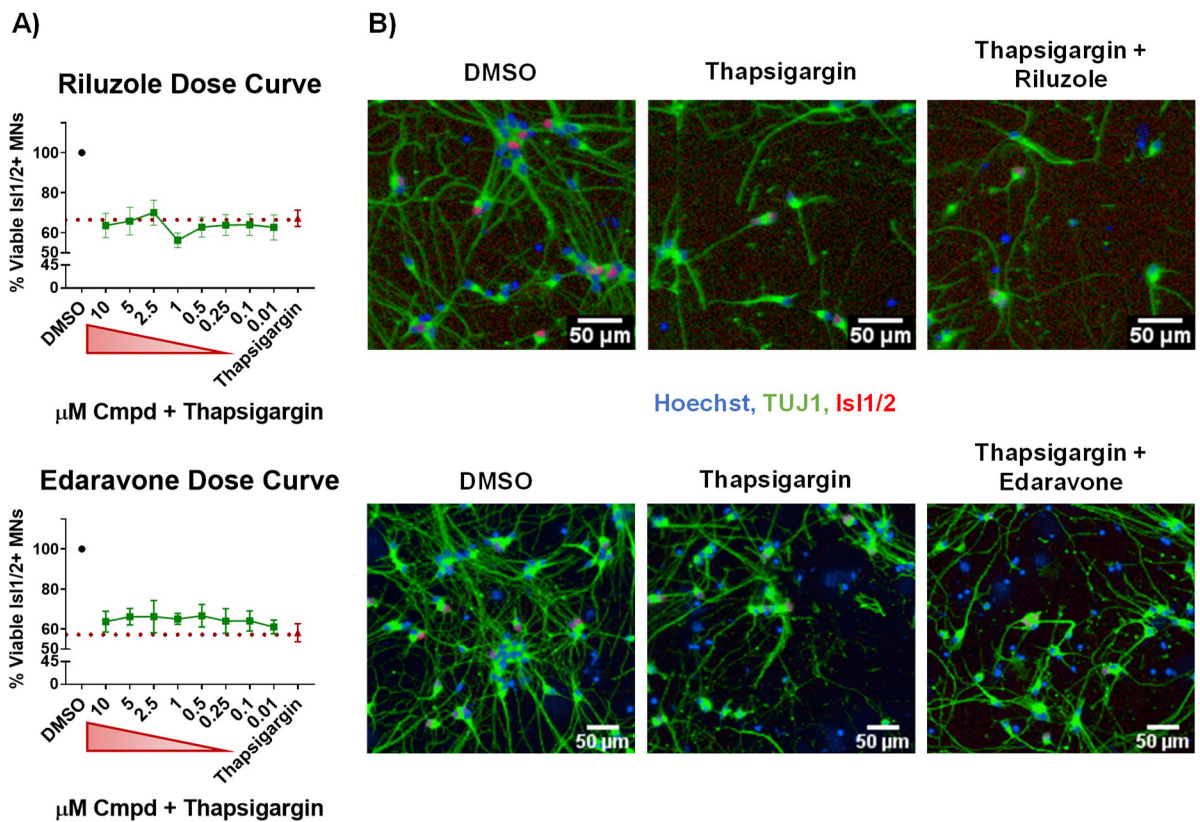 A)
Riluzole Dose Curve
% Viable Isl1/2+ MNs
100
80
60
50
45
0
DMSO
10
5
2.5
1
0.5
0.25
0.1
0.01
Thapsigargin
μM Cmpd + Thapsigargin
Edaravone Dose Curve
% Viable Isl1/2+ MNs
100
80
60
50
45
0
DMSO
10
5
2.5
1
0.5
0.25
0.1
0.01
Thapsigargin
μM Cmpd + Thapsigargin
B)
DMSO
Thapsigargin
Thapsigargin +
Riluzole
50 μm
50 μm
50 μm
Hoechst, TUJ1, Isl1/2
DMSO
Thapsigargin
Thapsigargin +
Edaravone
50 μm
50 μm
50 μm